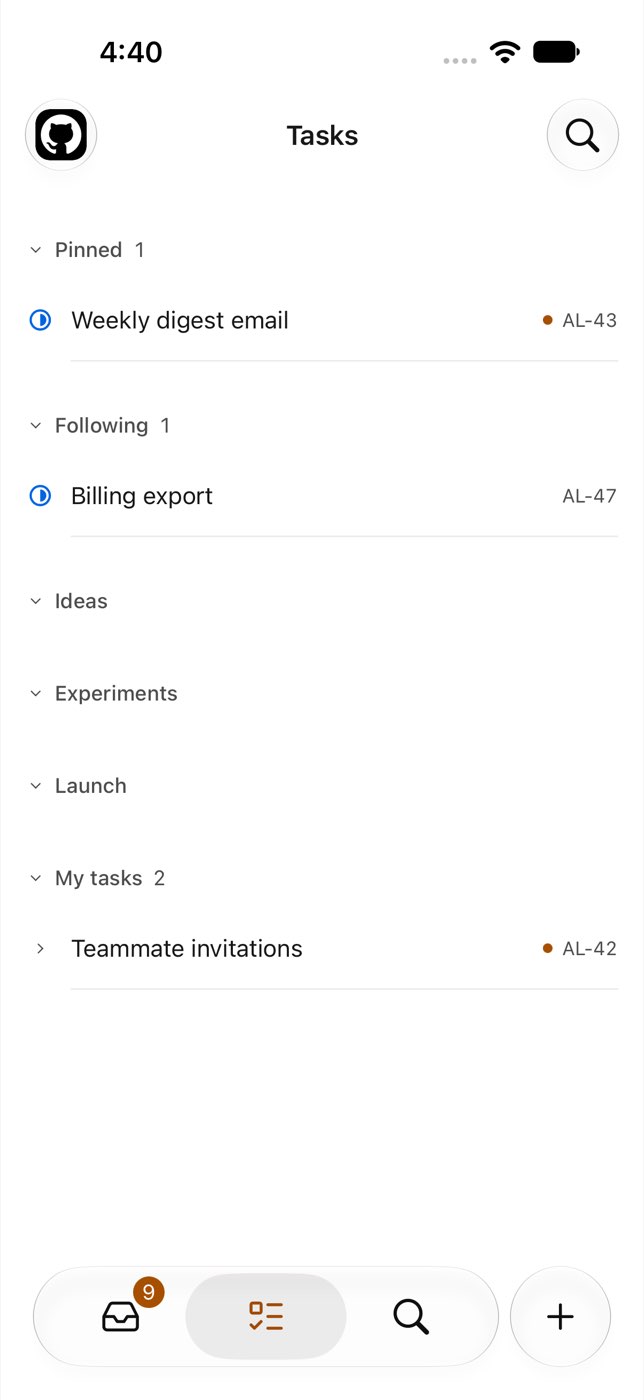 4:40
Tasks
Pinned 1
Weekly digest email AL-43
Following 1
Billing export AL-47
Ideas
Experiments
Launch
My tasks 2
Teammate invitations AL-42
9